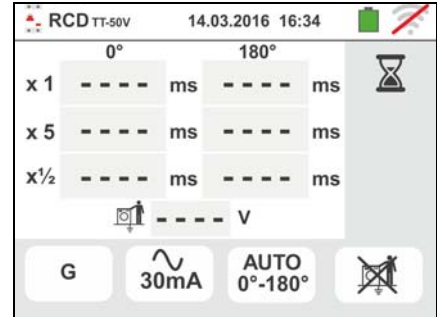 RCD TT-50V 14.03.2016 16:34
0° 180°
x 1 - - - - ms - - - - ms
x 5 - - - - ms - - - - ms
x½ - - - - ms - - - - ms
- - - - V
G 30mA AUTO 0°-180°